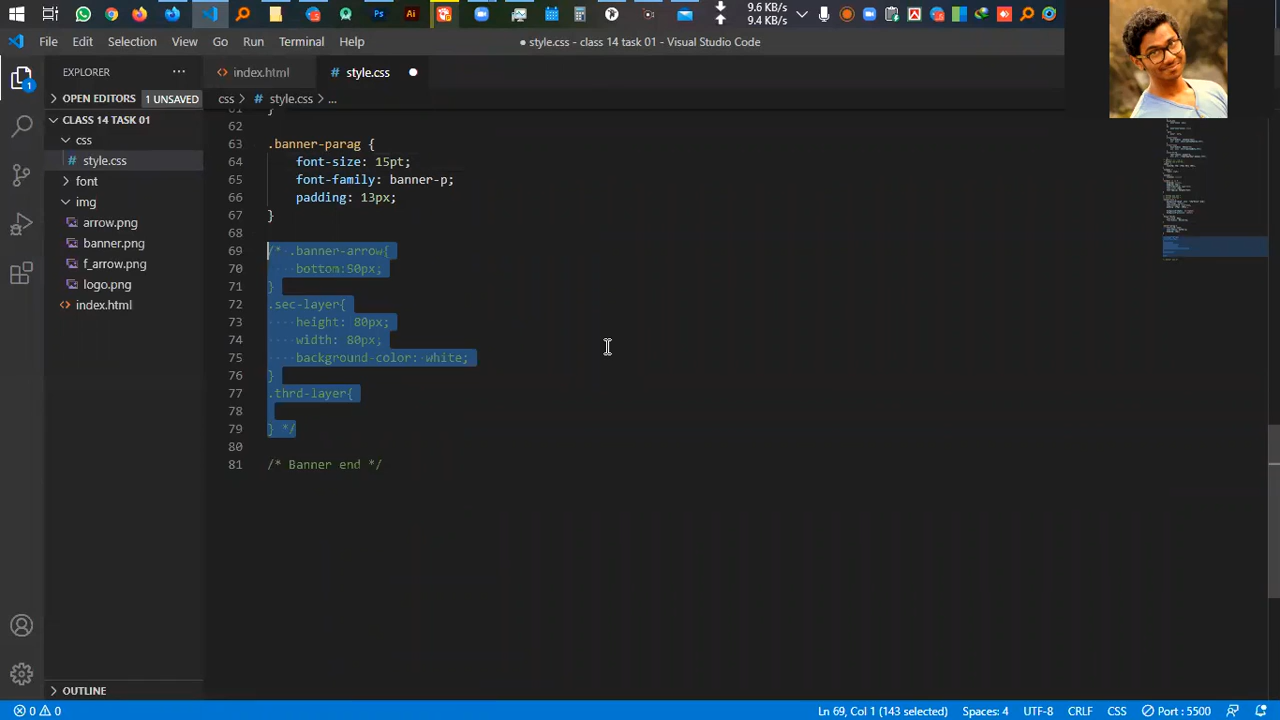 9.6 KB/s
9.4 KB/s
File Edit Selection View Go Run Terminal Help
● style.css - class 14 task 01 - Visual Studio Code
EXPLORER ...
index.html style.css ●
OPEN EDITORS 1 UNSAVED
css > # style.css > ...
CLASS 14 TASK 01
css
# style.css
font
img
arrow.png
banner.png
f_arrow.png
logo.png
index.html
61 }
62
63 .banner-parag {
64 font-size: 15pt;
65 font-family: banner-p;
66 padding: 13px;
67 }
68
69 /* .banner-arrow{
70 bottom:50px;
71 }
72 .sec-layer{
73 height: 80px;
74 width: 80px;
75 background-color: white;
76 }
77 .thrd-layer{
78
79 } */
80
81 /* Banner end */
OUTLINE
0 0 Ln 69, Col 1 (143 selected) Spaces: 4 UTF-8 CRLF CSS Port : 5500